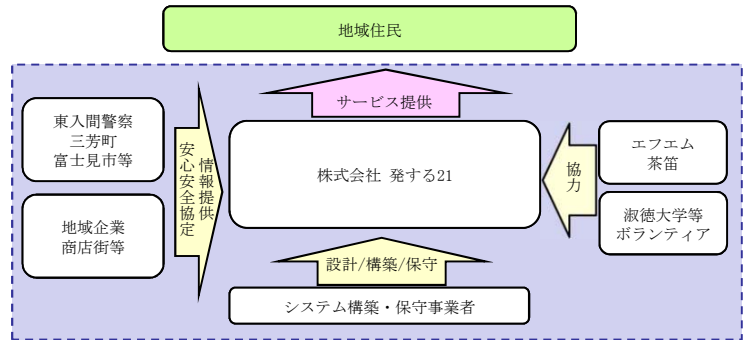 地域住民
サービス提供
東入間警察
三芳町
富士見市等
地域企業
商店街等
情報提供
安心安全協定
株式会社 発する21
協力
エフエム
茶笛
淑徳大学等
ボランティア
設計/構築/保守
システム構築・保守事業者